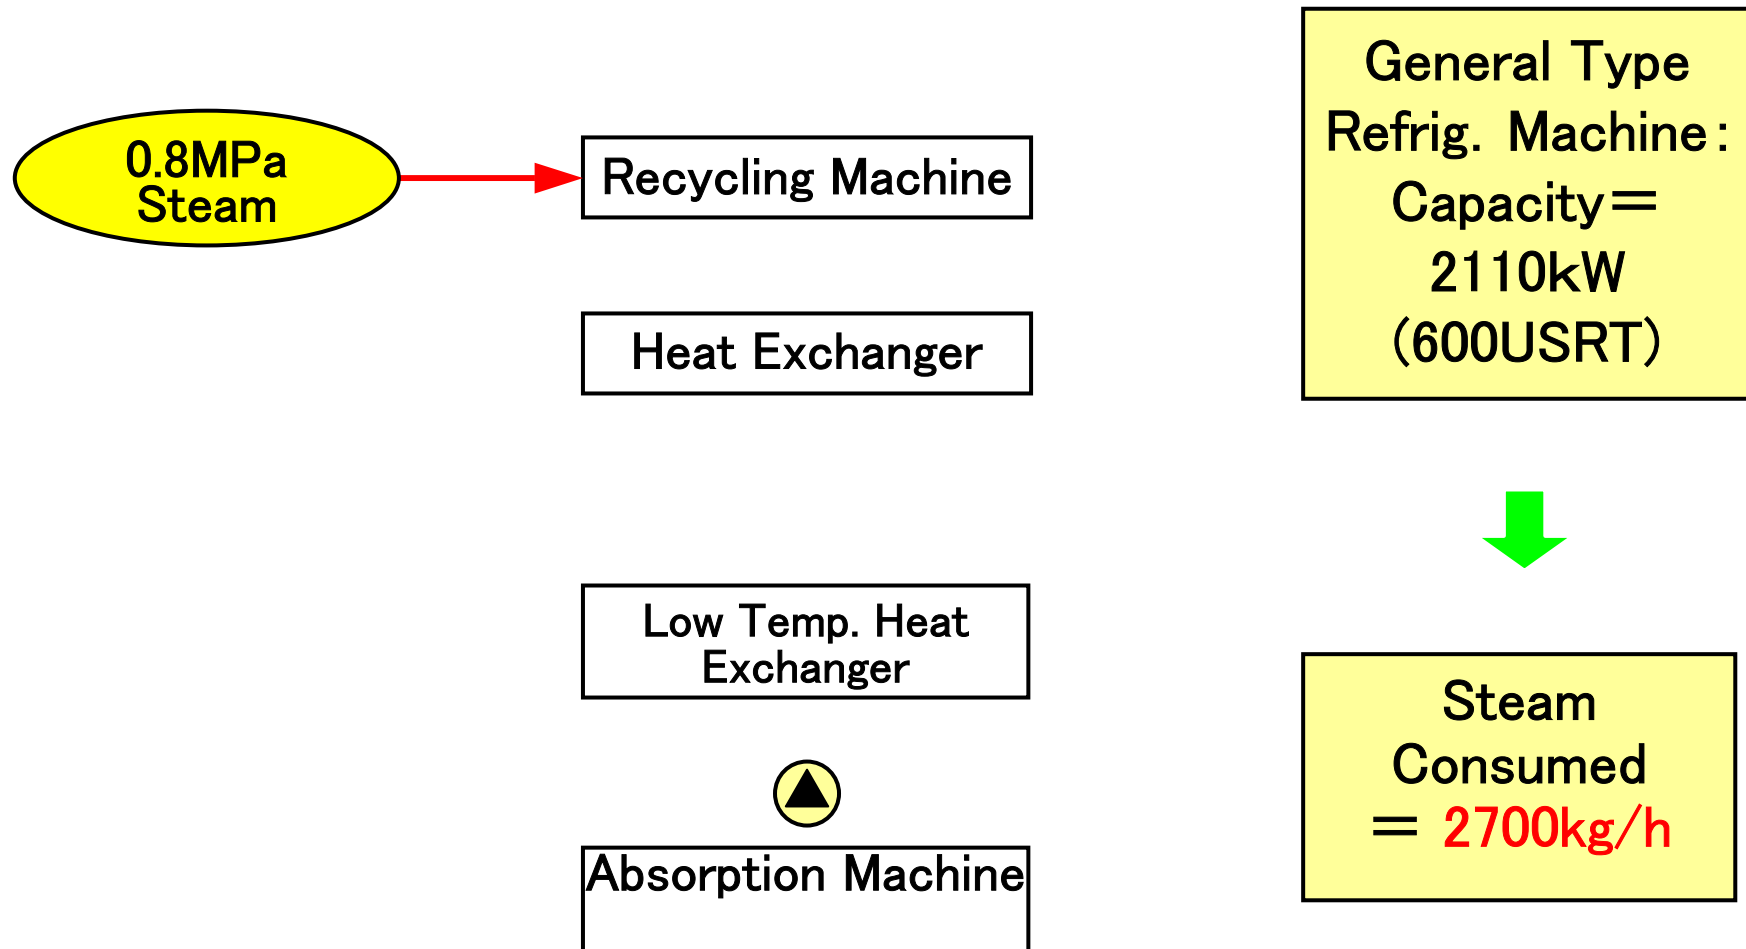 0.8MPa
Steam
Recycling Machine
Heat Exchanger
Low Temp. Heat
Exchanger
Absorption Machine
General Type
Refrig. Machine:
Capacity=
2110kW
(600USRT)
Steam
Consumed
= 2700kg/h